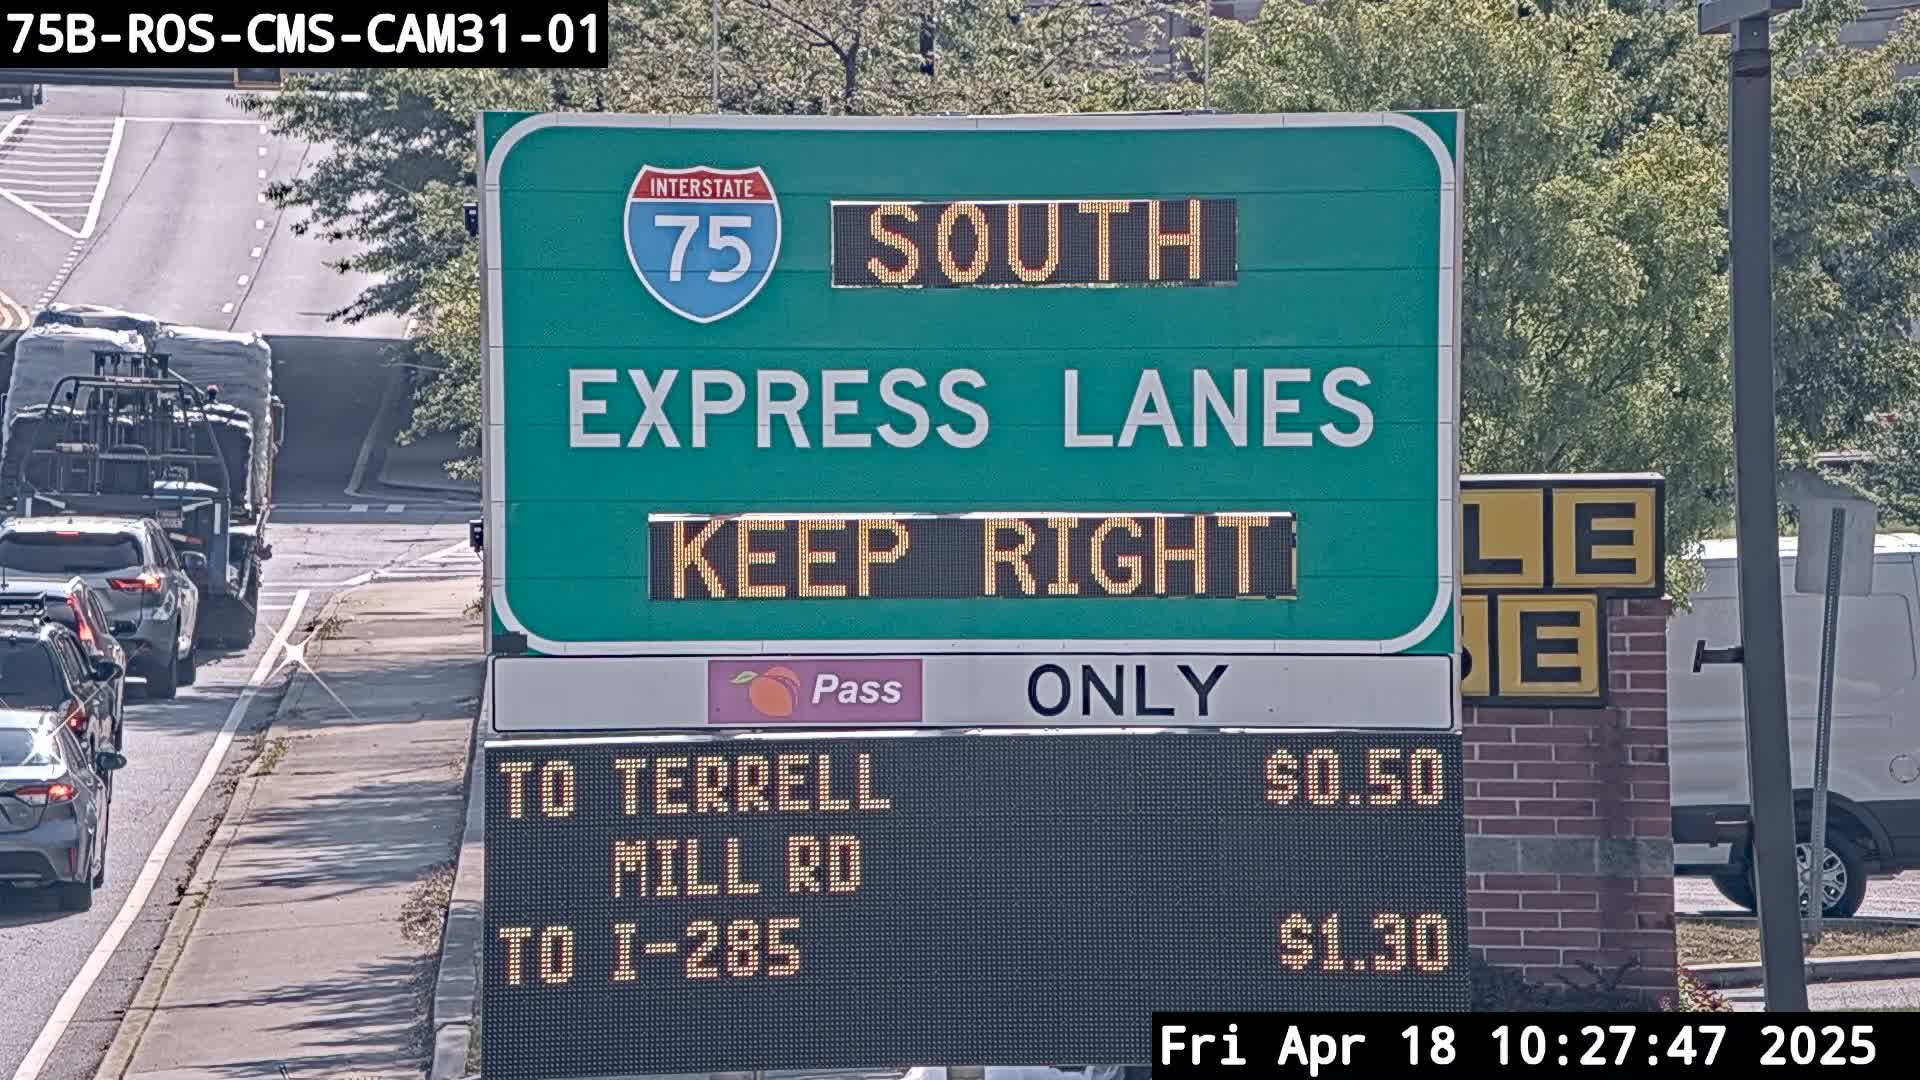 75B-ROS-CMS-CAM31-01
INTERSTATE
75
SOUTH
EXPRESS LANES
KEEP RIGHT
LE
E
Pass ONLY
TO TERRELL $0.50
MILL RD
TO I-285 $1.30
Fri Apr 18 10:27:47 2025